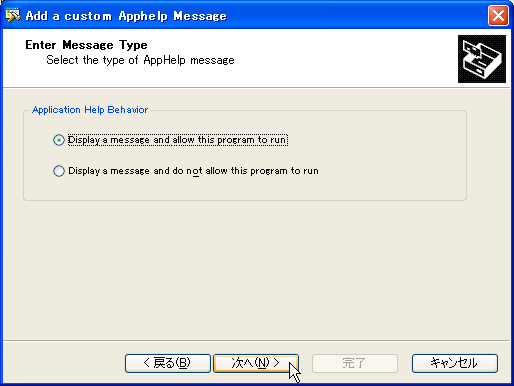 Add a custom Apphelp Message
Enter Message Type
Select the type of AppHelp message
Application Help Behavior
Display a message and allow this program to run
Display a message and do not allow this program to run
< 戻る(B)
次へ(N) >
完了
キャンセル